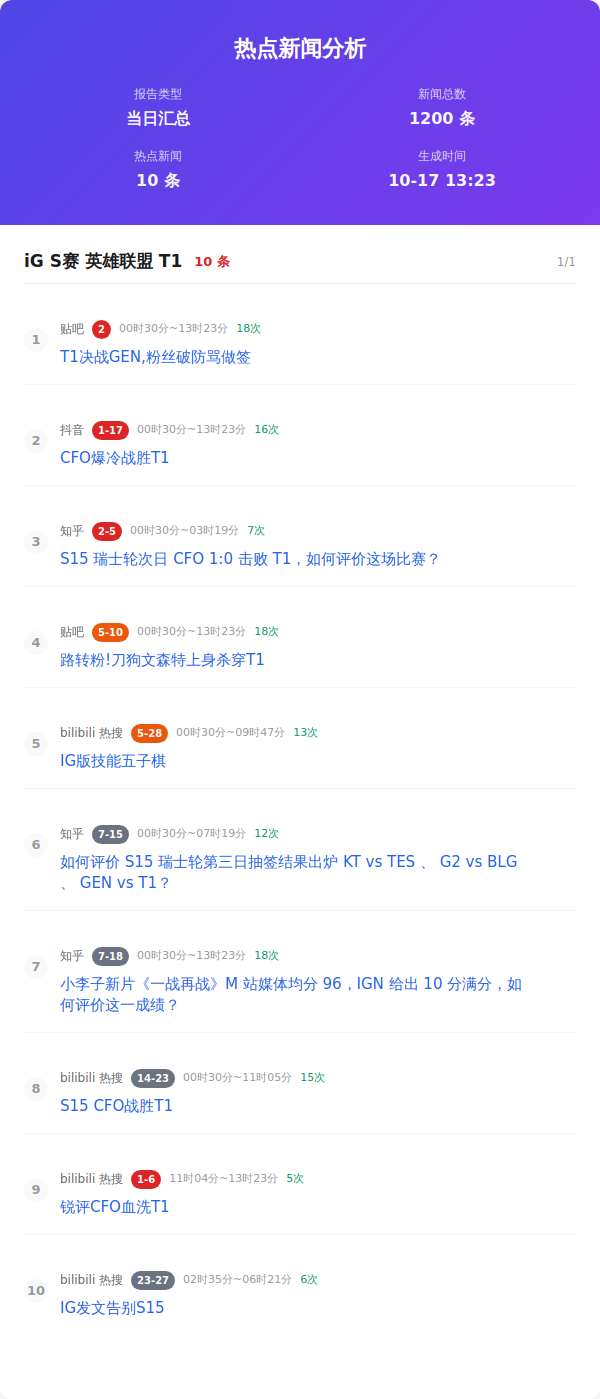 热点新闻分析
报告类型
新闻总数
当日汇总
1200 条
热点新闻
生成时间
10 条
10-17 13:23
iG S赛 英雄联盟 T1 10 条 1/1
1
贴吧 2 00时30分~13时23分 18次
T1决战GEN,粉丝破防骂做签
2
抖音 1-17 00时30分~13时23分 16次
CFO爆冷战胜T1
3
知乎 2-5 00时30分~03时19分 7次
S15 瑞士轮次日 CFO 1:0 击败 T1，如何评价这场比赛？
4
贴吧 5-10 00时30分~13时23分 18次
路转粉!刀狗文森特上身杀穿T1
5
bilibili 热搜 5-28 00时30分~09时47分 13次
IG版技能五子棋
6
知乎 7-15 00时30分~07时19分 12次
如何评价 S15 瑞士轮第三日抽签结果出炉 KT vs TES 、 G2 vs BLG
、 GEN vs T1？
7
知乎 7-18 00时30分~13时23分 18次
小李子新片《一战再战》M 站媒体均分 96，IGN 给出 10 分满分，如
何评价这一成绩？
8
bilibili 热搜 14-23 00时30分~11时05分 15次
S15 CFO战胜T1
9
bilibili 热搜 1-6 11时04分~13时23分 5次
锐评CFO血洗T1
10
bilibili 热搜 23-27 02时35分~06时21分 6次
IG发文告别S15